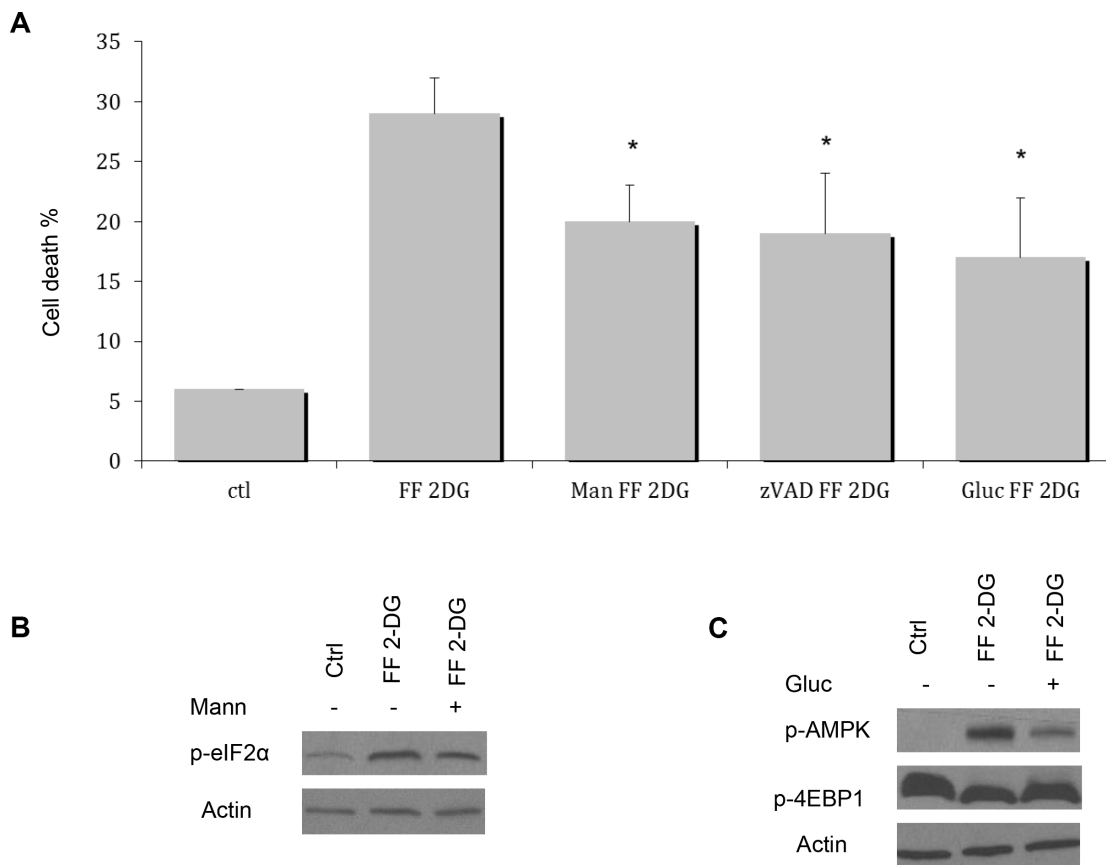 A
35
30
25
20
15
10
5
0
Cell death %
* * *
ctl FF 2DG Man FF 2DG zVAD FF 2DG Gluc FF 2DG
B
Ctrl
FF 2-DG
FF 2-DG
Mann - - +
p-eIF2α
Actin
C
Ctrl
FF 2-DG
FF 2-DG
Gluc - - +
p-AMPK
p-4EBP1
Actin